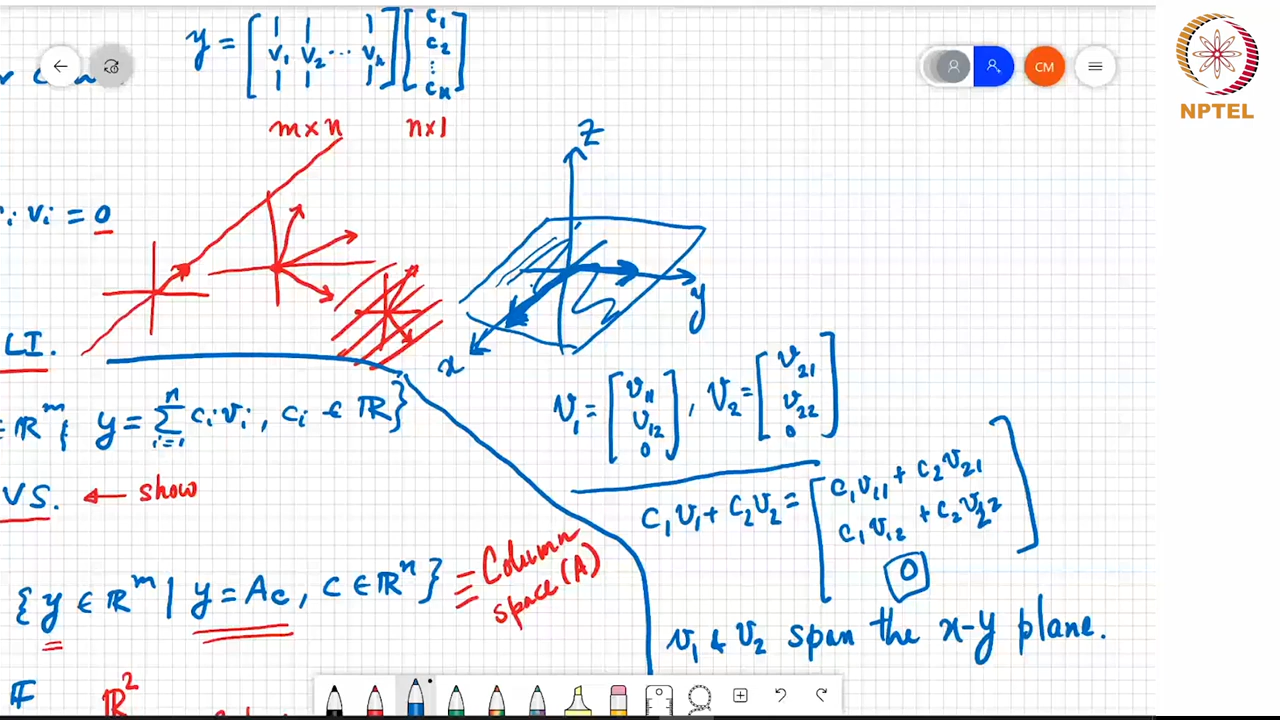 y = [v₁ v₂ ⋯ vₙ] [c₁ c₂ ⋮ cₙ]
m×n n×1
cᵢ vᵢ = 0
z
y
x
LI.
∈ ℝᵐ | y = ∑ᵢ₌₁ⁿ cᵢvᵢ, cᵢ ∈ ℝ}
v₁ = [v₁₁ v₁₂ 0], v₂ = [v₂₁ v₂₂ 0]
VS. ← show
c₁v₁ + c₂v₂ = [c₁v₁₁ + c₂v₂₁
c₁v₁₂ + c₂v₂₂
0]
{y ∈ ℝᵐ | y = Ac, c ∈ ℝⁿ} ≡ Column
space(A)
v₁ & v₂ span the x-y plane.
ℝ²
CM
NPTEL